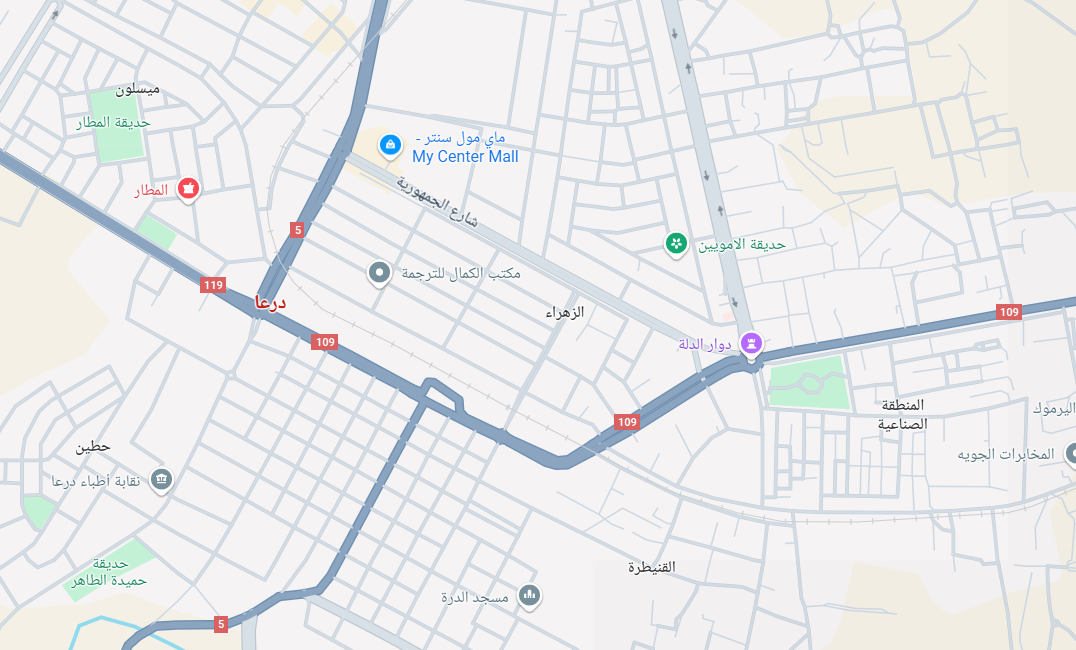 ميسلون
حديقة المطار
ماي مول سنتر -
My Center Mall
المطار
شارع الجمهورية
5
حديقة الامويين
مكتب الكمال للترجمة
119
درعا
الزهراء
109
109
دوار الدلة
المنطقة
الصناعية
اليرموك
109
حطين
المخابرات الجويه
نقابة أطباء درعا
حديقة
حميدة الطاهر
القنيطرة
مسجد الدرة
5